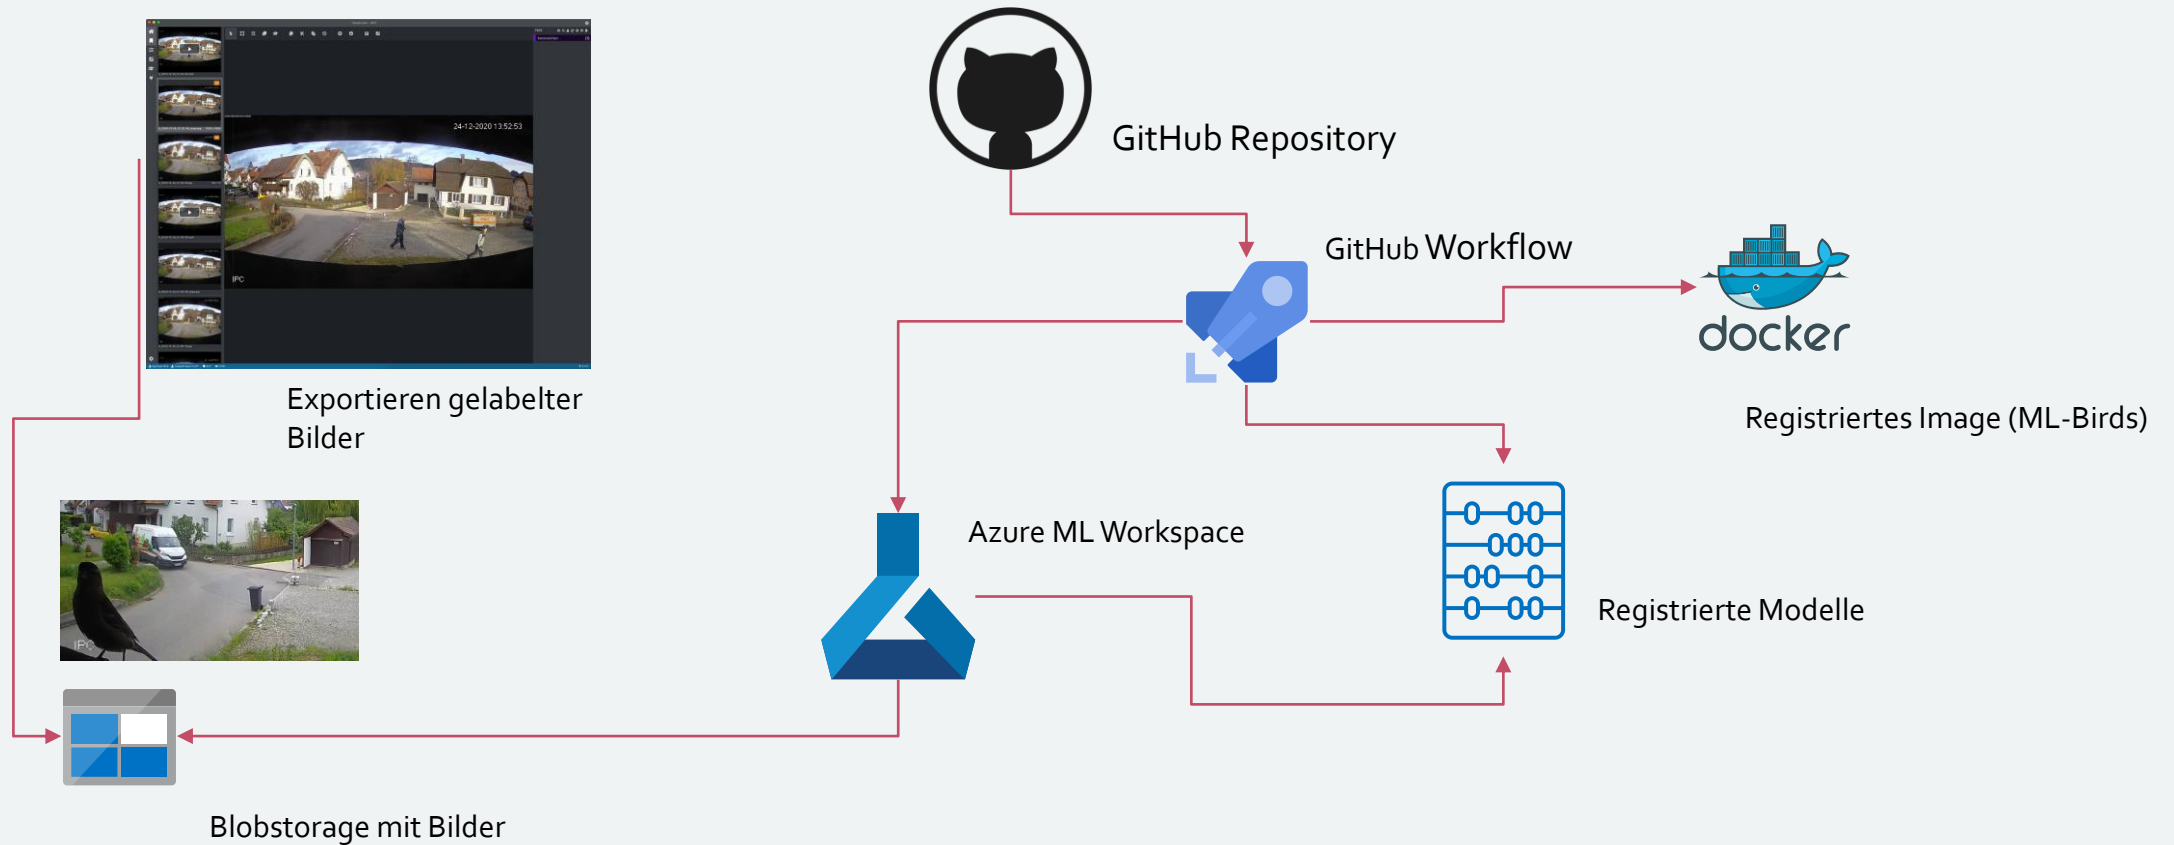 24-12-2020 13:52:53
IPC
GitHub Repository
GitHub Workflow
docker
Exportieren gelabelter
Bilder
Registriertes Image (ML-Birds)
Azure ML Workspace
Registrierte Modelle
IPC
Blobstorage mit Bilder